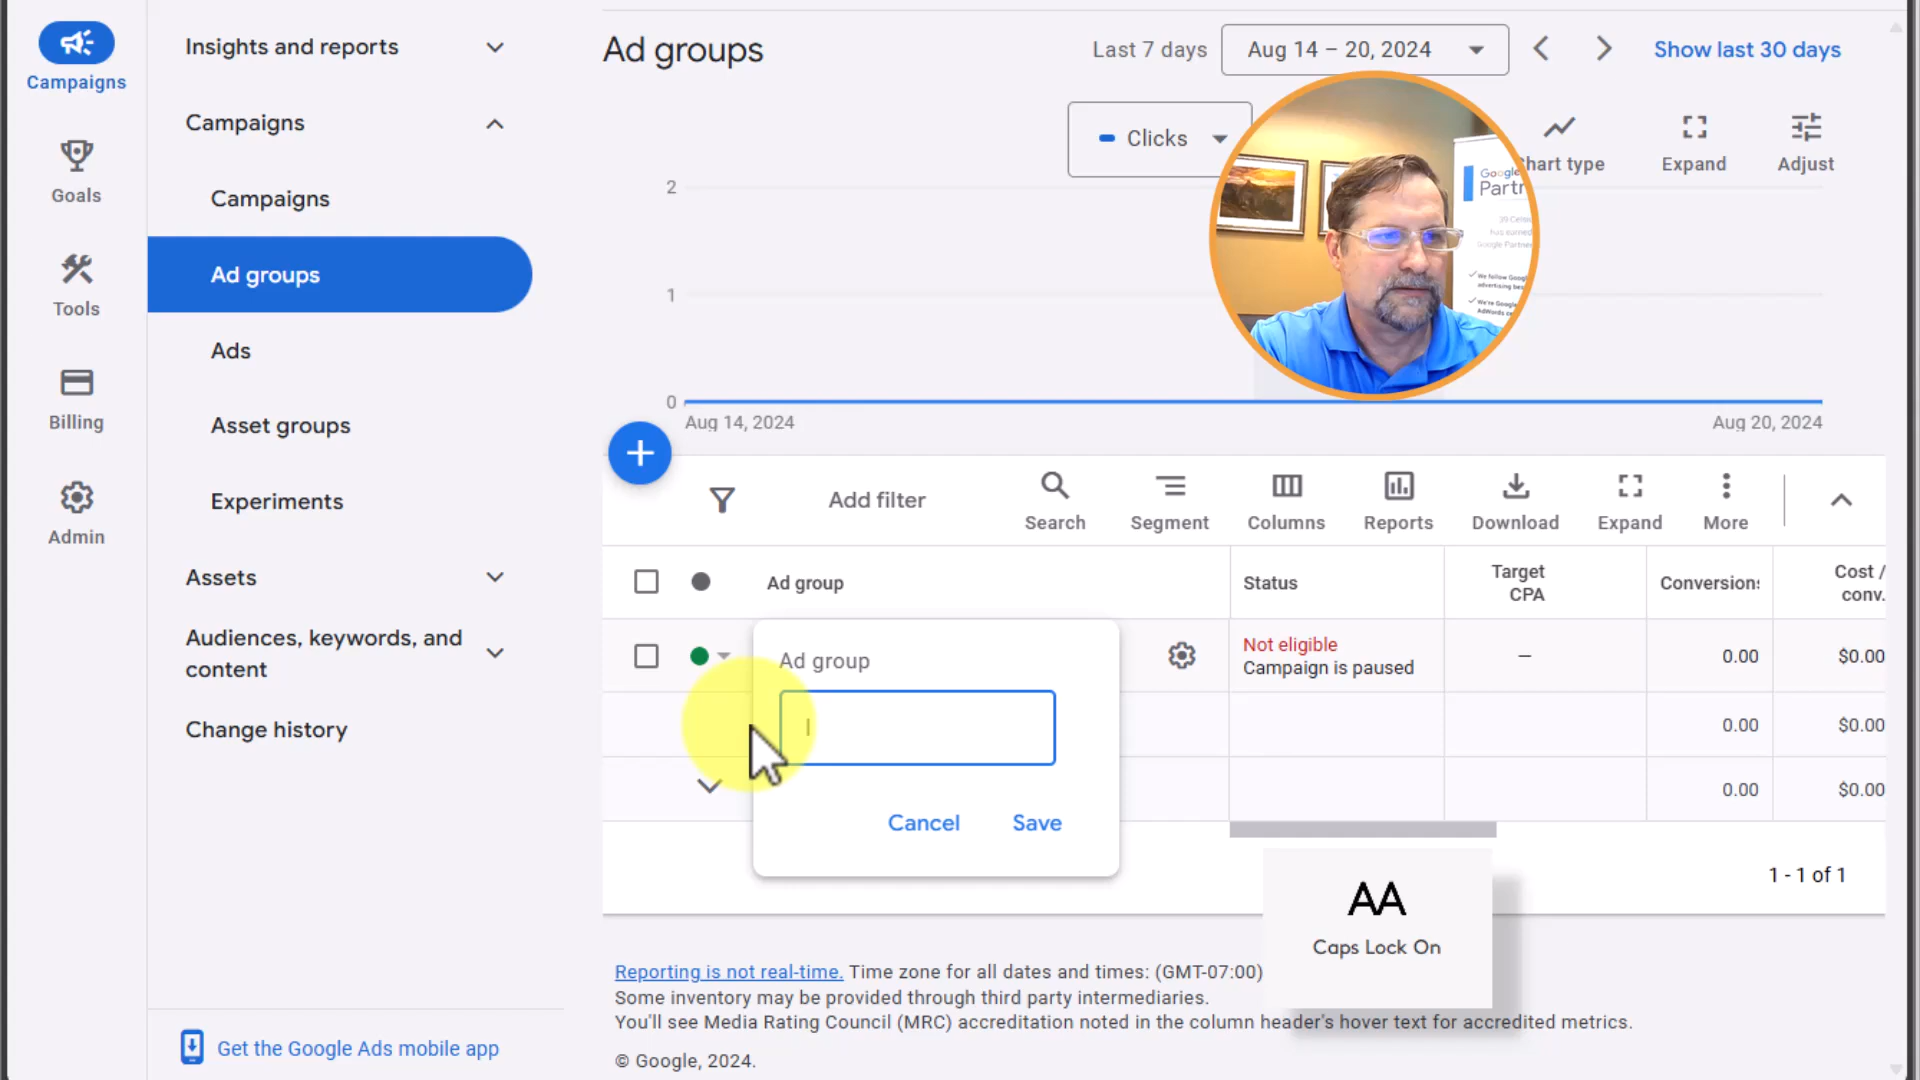 Campaigns
Goals
Tools
Billing
Admin
Insights and reports
Campaigns
Campaigns
Ad groups
Ads
Asset groups
Experiments
Assets
Audiences, keywords, and
content
Change history
Get the Google Ads mobile app
Ad groups
Last 7 days
Aug 14 – 20, 2024
Show last 30 days
Clicks
hart type
Expand
Adjust
Google
Partn
2
1
0
Aug 14, 2024
Aug 20, 2024
Add filter
Search
Segment
Columns
Reports
Download
Expand
More
Ad group
Status
Target
CPA
Conversions
Cost /
conv.
Ad group
Cancel
Save
Not eligible
Campaign is paused
—
0.00
$0.00
0.00
$0.00
0.00
$0.00
1 - 1 of 1
AA
Caps Lock On
Reporting is not real-time. Time zone for all dates and times: (GMT-07:00)
Some inventory may be provided through third party intermediaries.
You'll see Media Rating Council (MRC) accreditation noted in the column header's hover text for accredited metrics.
© Google, 2024.